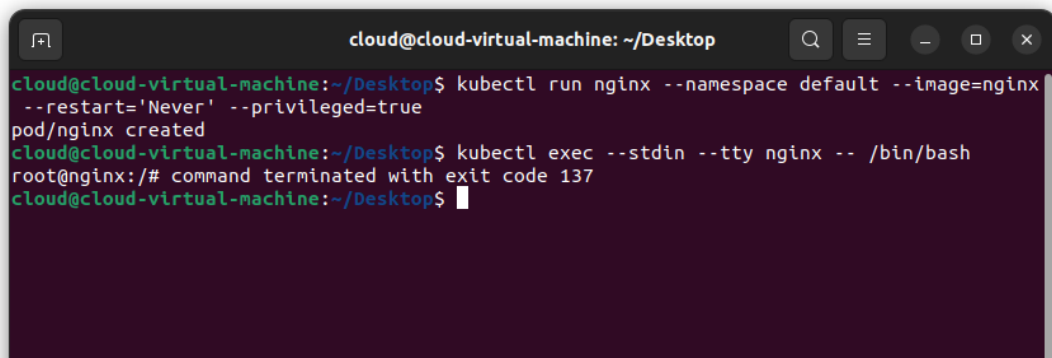 cloud@cloud-virtual-machine: ~/Desktop
cloud@cloud-virtual-machine:~/Desktop$ kubectl run nginx --namespace default --image=nginx
 --restart='Never' --privileged=true
pod/nginx created
cloud@cloud-virtual-machine:~/Desktop$ kubectl exec --stdin --tty nginx -- /bin/bash
root@nginx:/# command terminated with exit code 137
cloud@cloud-virtual-machine:~/Desktop$